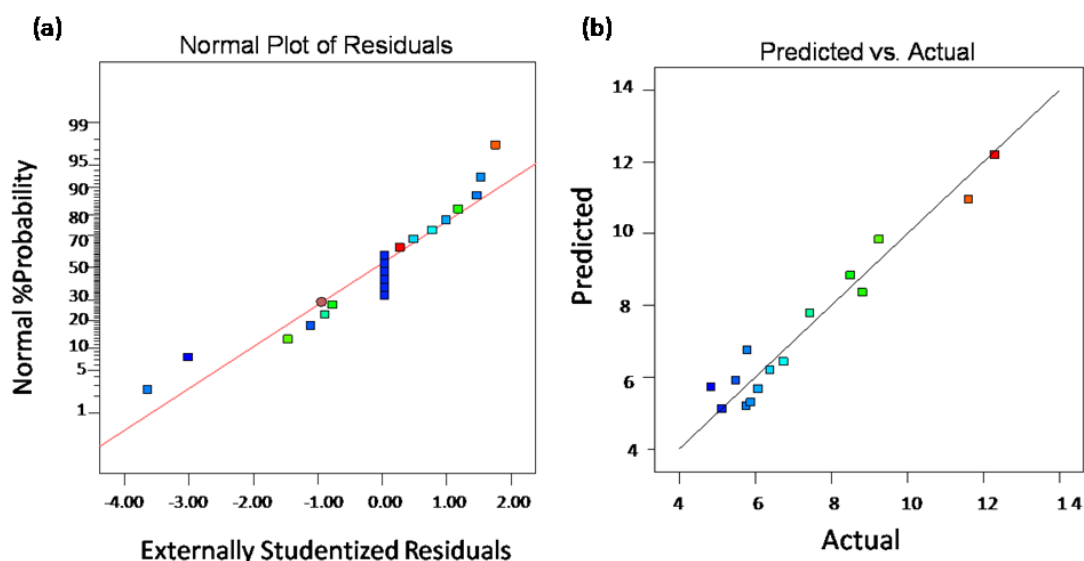 (a)
Normal Plot of Residuals
Normal %Probability
99
95
90
80
70
50
30
20
10
5
1
-4.00 -3.00 -2.00 -1.00 0.00 1.00 2.00
Externally Studentized Residuals
(b)
Predicted vs. Actual
Predicted
14
12
10
8
6
4
4 6 8 10 12 14
Actual